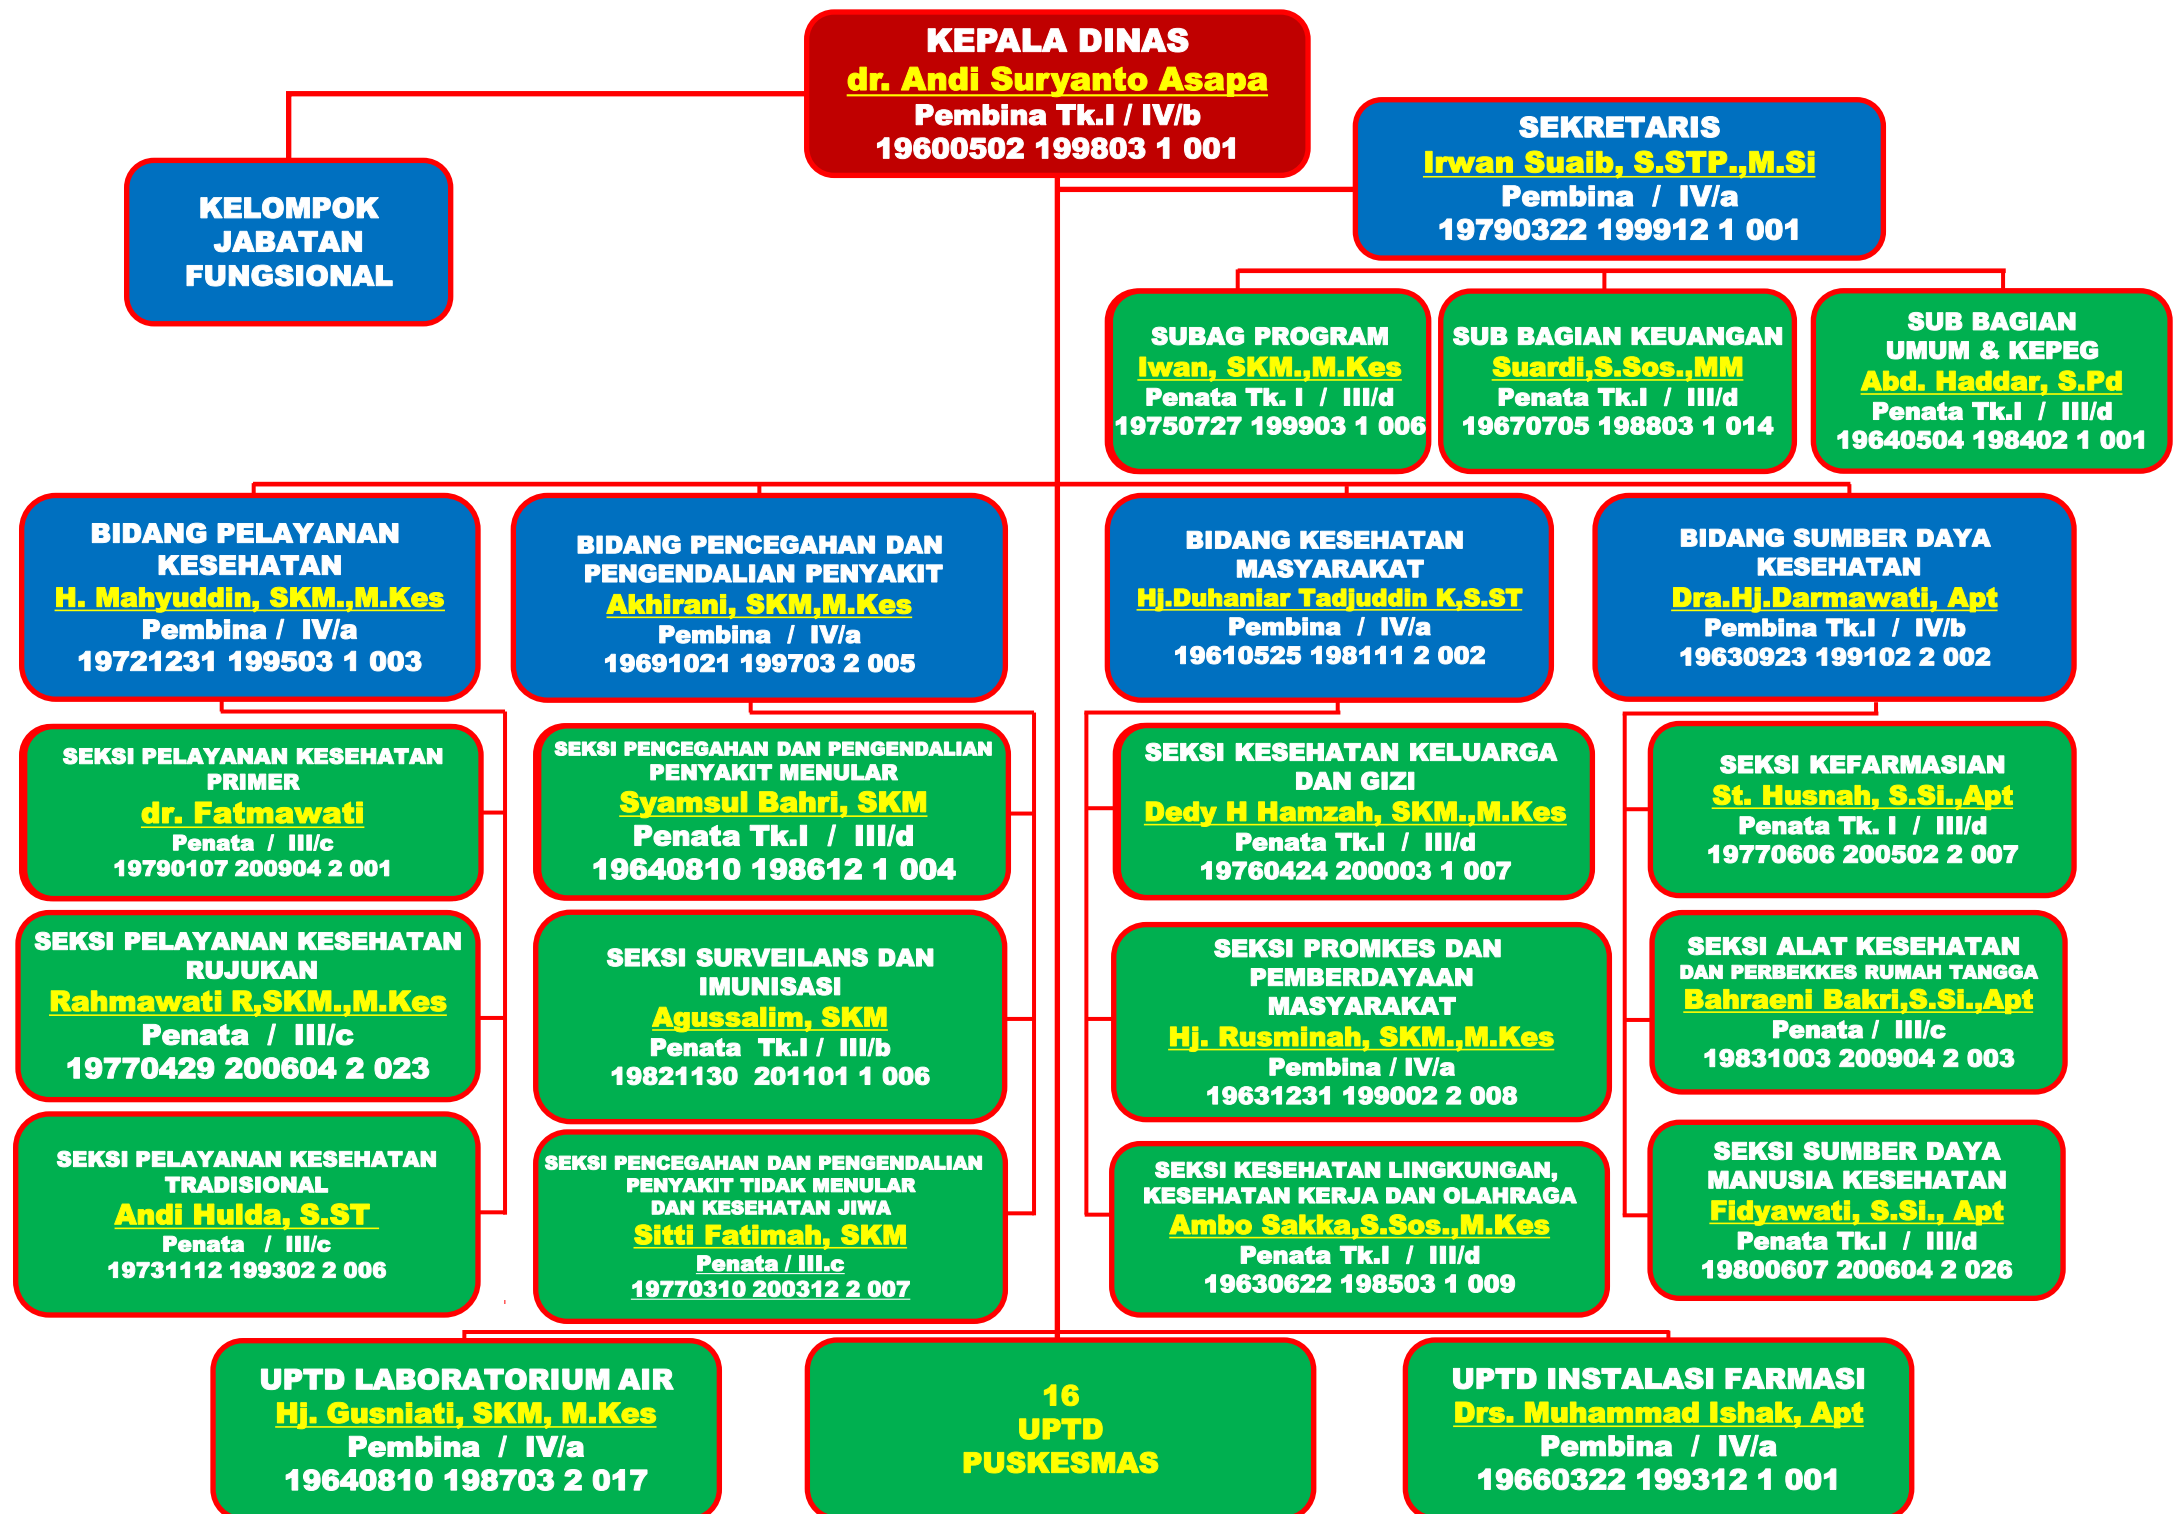 KEPALA DINAS
dr. Andi Suryanto Asapa
Pembina Tk.I / IV/b
19600502 199803 1 001
SEKRETARIS
Irwan Suaib, S.STP.,M.Si
Pembina / IV/a
19790322 199912 1 001
KELOMPOK
JABATAN
FUNGSIONAL
SUBAG PROGRAM
Iwan, SKM.,M.Kes
Penata Tk. I / III/d
19750727 199903 1 006
SUB BAGIAN KEUANGAN
Suardi,S.Sos.,MM
Penata Tk.I / III/d
19670705 198803 1 014
SUB BAGIAN
UMUM & KEPEG
Abd. Haddar, S.Pd
Penata Tk.I / III/d
19640504 198402 1 001
BIDANG PELAYANAN
KESEHATAN
H. Mahyuddin, SKM.,M.Kes
Pembina / IV/a
19721231 199503 1 003
BIDANG PENCEGAHAN DAN
PENGENDALIAN PENYAKIT
Akhirani, SKM,M.Kes
Pembina / IV/a
19691021 199703 2 005
BIDANG KESEHATAN
MASYARAKAT
Hj.Duhaniar Tadjuddin K,S.ST
Pembina / IV/a
19610525 198111 2 002
BIDANG SUMBER DAYA
KESEHATAN
Dra.Hj.Darmawati, Apt
Pembina Tk.I / IV/b
19630923 199102 2 002
SEKSI PELAYANAN KESEHATAN
PRIMER
dr. Fatmawati
Penata / III/c
19790107 200904 2 001
SEKSI PENCEGAHAN DAN PENGENDALIAN
PENYAKIT MENULAR
Syamsul Bahri, SKM
Penata Tk.I / III/d
19640810 198612 1 004
SEKSI KESEHATAN KELUARGA
DAN GIZI
Dedy H Hamzah, SKM.,M.Kes
Penata Tk.I / III/d
19760424 200003 1 007
SEKSI KEFARMASIAN
St. Husnah, S.Si.,Apt
Penata Tk. I / III/d
19770606 200502 2 007
SEKSI PELAYANAN KESEHATAN
RUJUKAN
Rahmawati R,SKM.,M.Kes
Penata / III/c
19770429 200604 2 023
SEKSI SURVEILANS DAN
IMUNISASI
Agussalim, SKM
Penata Tk.I / III/b
19821130 201101 1 006
SEKSI PROMKES DAN
PEMBERDAYAAN
MASYARAKAT
Hj. Rusminah, SKM.,M.Kes
Pembina / IV/a
19631231 199002 2 008
SEKSI ALAT KESEHATAN
DAN PERBEKKES RUMAH TANGGA
Bahraeni Bakri,S.Si.,Apt
Penata / III/c
19831003 200904 2 003
SEKSI PELAYANAN KESEHATAN
TRADISIONAL
Andi Hulda, S.ST
Penata / III/c
19731112 199302 2 006
SEKSI PENCEGAHAN DAN PENGENDALIAN
PENYAKIT TIDAK MENULAR
DAN KESEHATAN JIWA
Sitti Fatimah, SKM
Penata / III.c
19770310 200312 2 007
SEKSI KESEHATAN LINGKUNGAN,
KESEHATAN KERJA DAN OLAHRAGA
Ambo Sakka,S.Sos.,M.Kes
Penata Tk.I / III/d
19630622 198503 1 009
SEKSI SUMBER DAYA
MANUSIA KESEHATAN
Fidyawati, S.Si., Apt
Penata Tk.I / III/d
19800607 200604 2 026
UPTD LABORATORIUM AIR
Hj. Gusniati, SKM, M.Kes
Pembina / IV/a
19640810 198703 2 017
16
UPTD
PUSKESMAS
UPTD INSTALASI FARMASI
Drs. Muhammad Ishak, Apt
Pembina / IV/a
19660322 199312 1 001